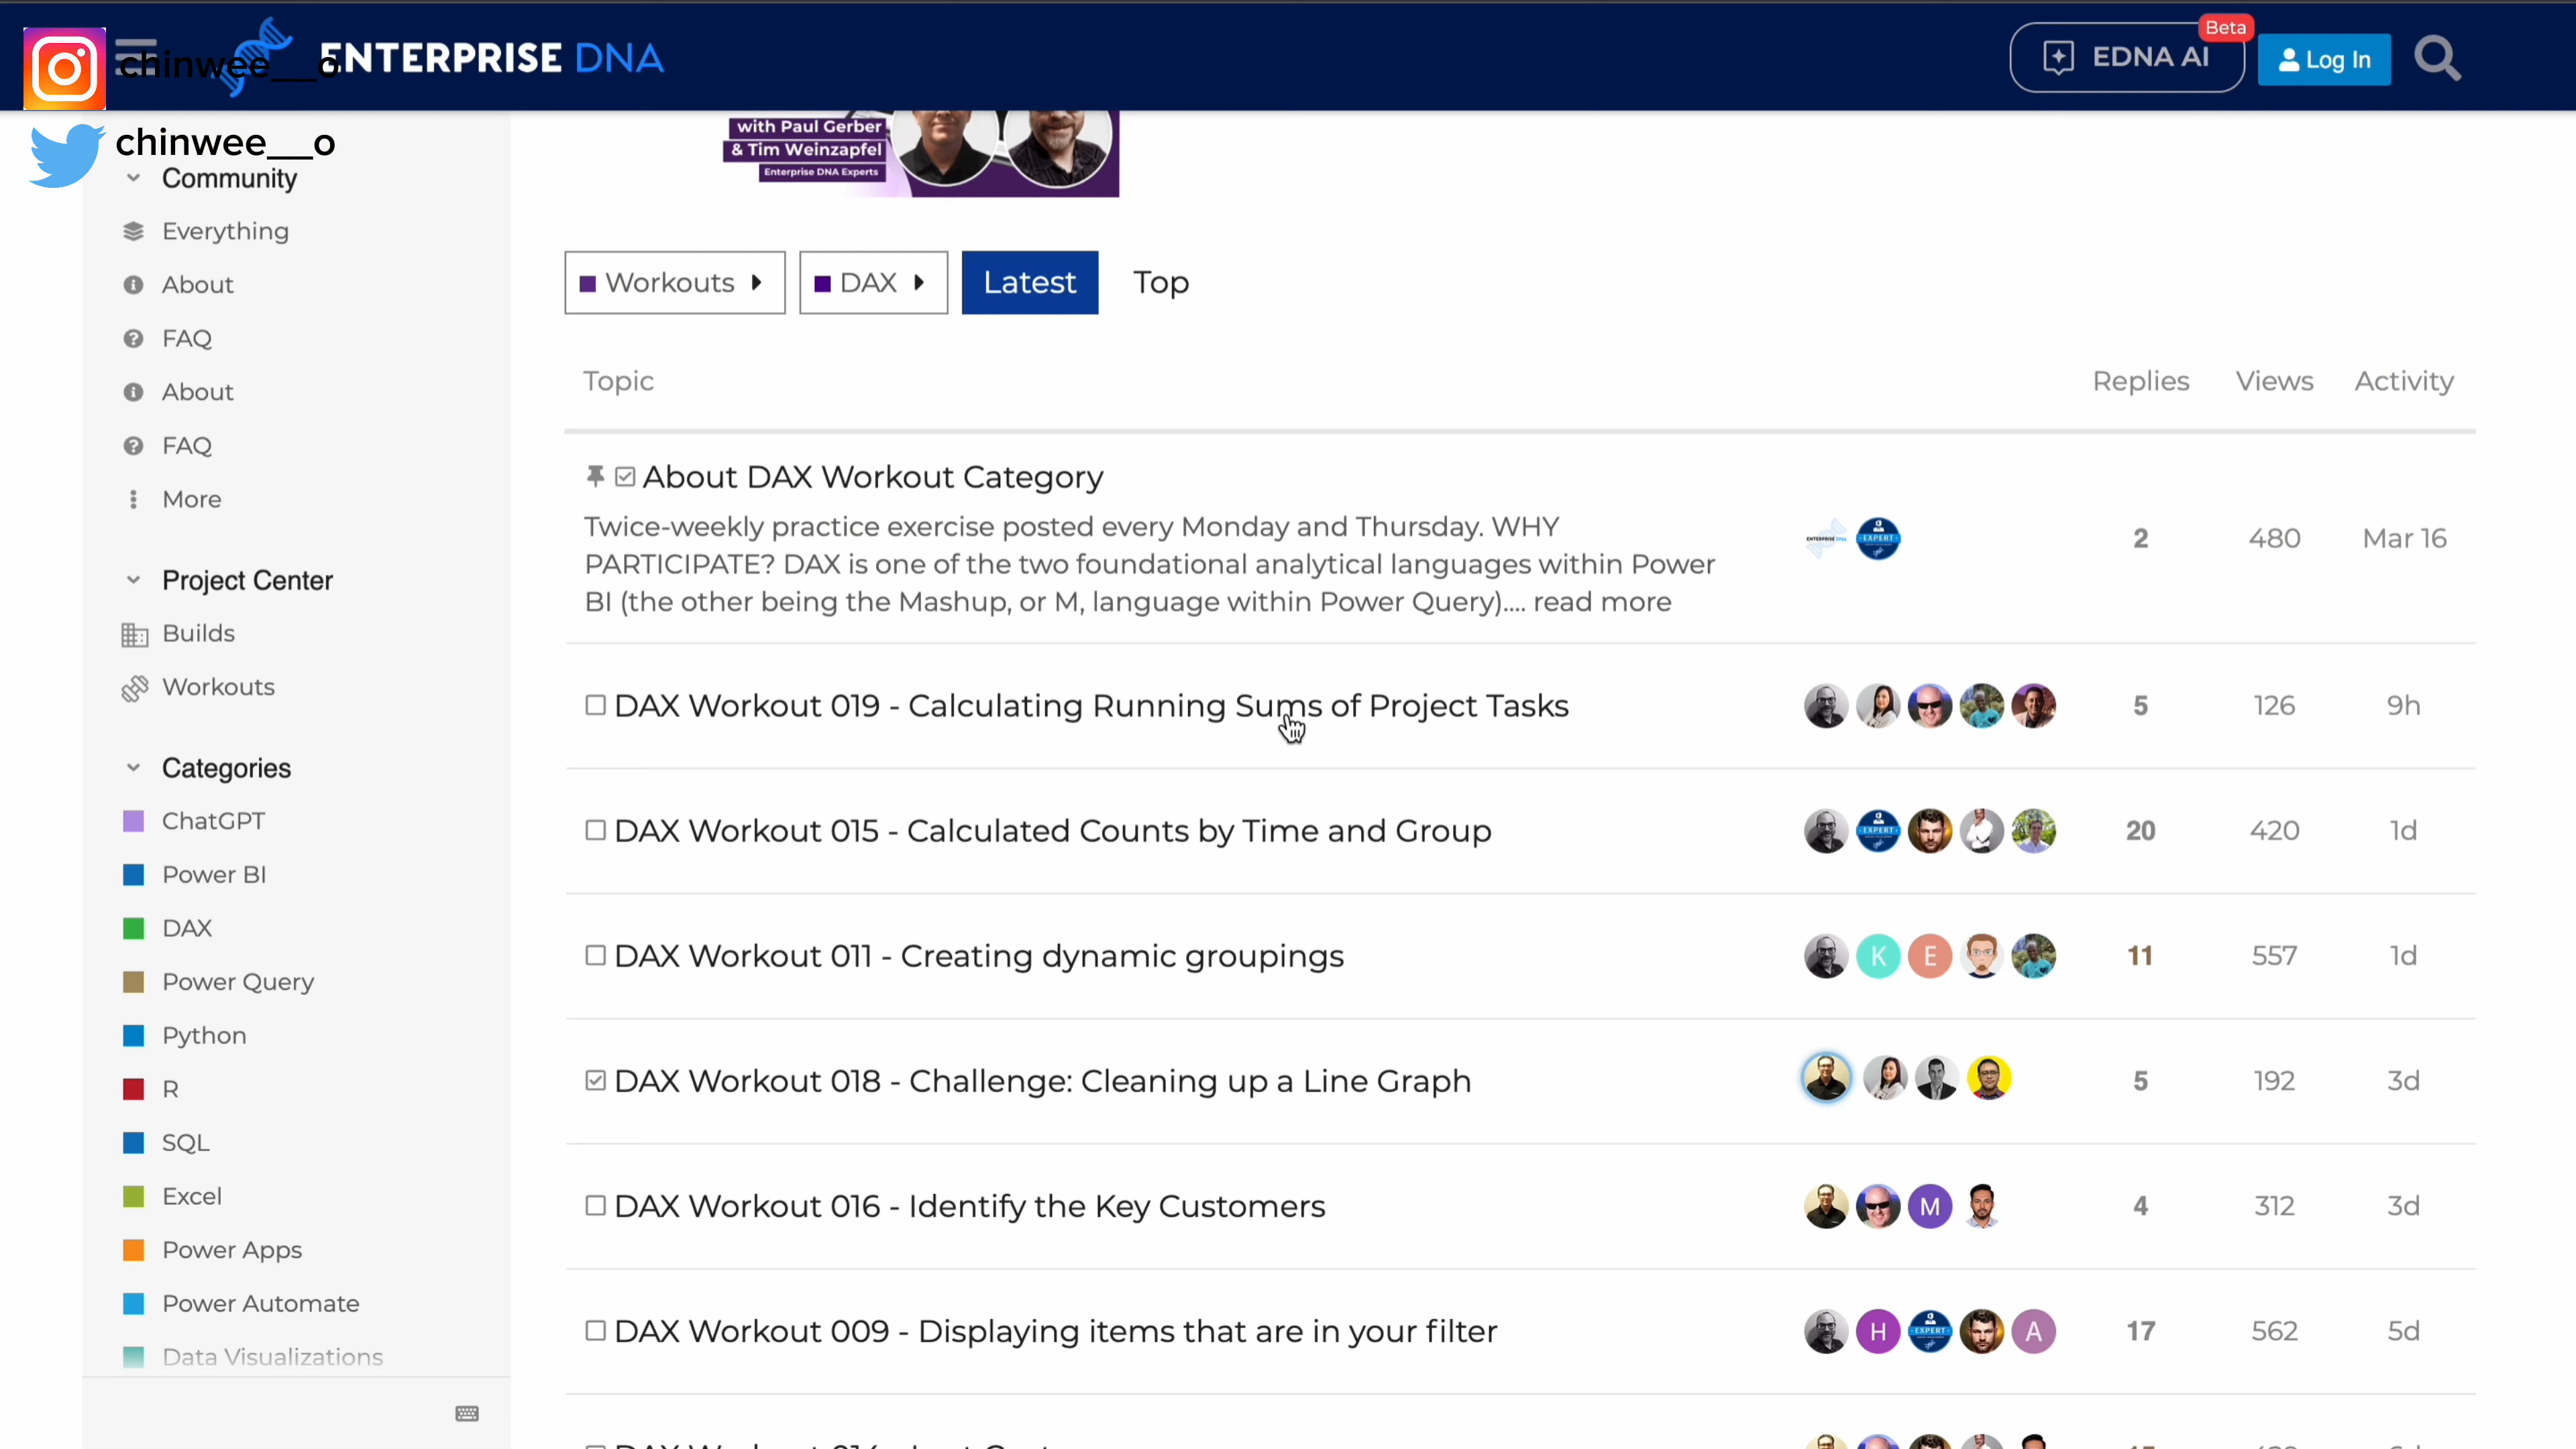 chinwee__o
ENTERPRISE DNA
EDNA AI
Beta
Log In
chinwee__o
with Paul Gerber
& Tim Weinzapfel
Enterprise DNA Experts
Community
Everything
About
FAQ
About
FAQ
More
Project Center
Builds
Workouts
Categories
ChatGPT
Power BI
DAX
Power Query
Python
R
SQL
Excel
Power Apps
Power Automate
Data Visualizations
Workouts
DAX
Latest
Top
Topic Replies Views Activity
About DAX Workout Category
Twice-weekly practice exercise posted every Monday and Thursday. WHY
PARTICIPATE? DAX is one of the two foundational analytical languages within Power
BI (the other being the Mashup, or M, language within Power Query).... read more
ENTERPRISE DNA
EXPERT
2 480 Mar 16
DAX Workout 019 - Calculating Running Sums of Project Tasks 5 126 9h
DAX Workout 015 - Calculated Counts by Time and Group EXPERT 20 420 1d
DAX Workout 011 - Creating dynamic groupings K E 11 557 1d
DAX Workout 018 - Challenge: Cleaning up a Line Graph 5 192 3d
DAX Workout 016 - Identify the Key Customers M 4 312 3d
DAX Workout 009 - Displaying items that are in your filter H EXPERT A 17 562 5d